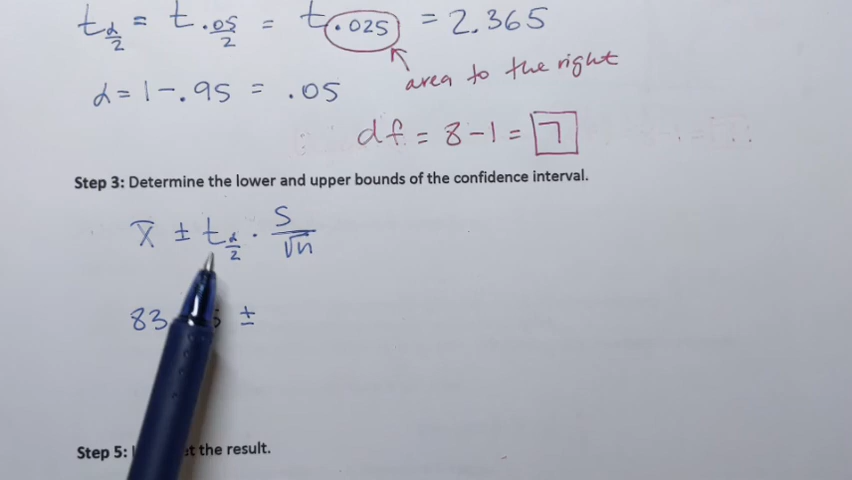 t α/2 = t .05/2 = t .025 = 2.365
area to the right
α = 1 - .95 = .05
df = 8 - 1 = 7
Step 3: Determine the lower and upper bounds of the confidence interval.
x̄ ± t α/2 · S/√n
83 5 ±
Step 5: the result.